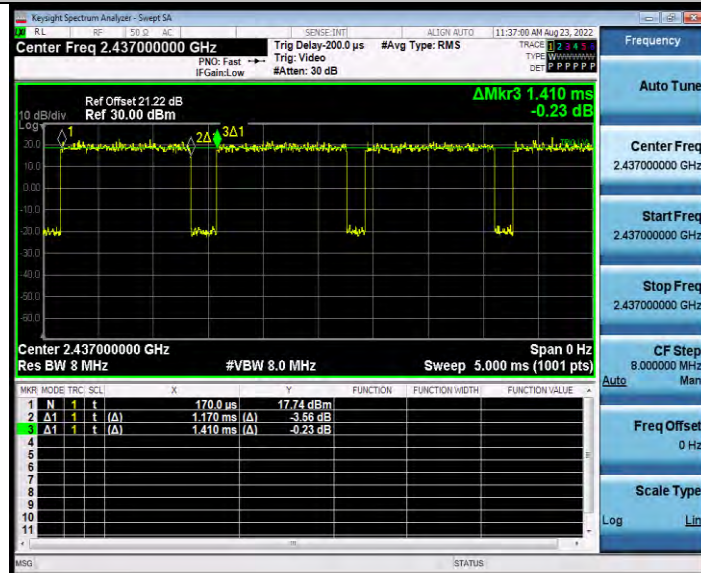 Keysight Spectrum Analyzer - Swept SA
LXI RL RF 50 Ω AC SENSE:INT ALIGN AUTO 11:37:00 AM Aug 23, 2022
Center Freq 2.437000000 GHz Trig Delay-200.0 µs #Avg Type: RMS TRACE 1 2 3 4 5 6
PNO: Fast Trig: Video TYPE WWWWWW
IFGain:Low #Atten: 30 dB DET P P P P P P
Frequency
ΔMkr3 1.410 ms
-0.23 dB
Ref Offset 21.22 dB
10 dB/div Ref 30.00 dBm
Log
1 2Δ1 3Δ1
20.0
10.0
0.00
-10.0
-20.0
-30.0
-40.0
-50.0
-60.0
Center 2.437000000 GHz Span 0 Hz
Res BW 8 MHz #VBW 8.0 MHz Sweep 5.000 ms (1001 pts)
MKR MODE TRC SCL X Y FUNCTION FUNCTION WIDTH FUNCTION VALUE
1 N 1 t 170.0 µs 17.74 dBm
2 Δ1 1 t (Δ) 1.170 ms (Δ) -3.56 dB
3 Δ1 1 t (Δ) 1.410 ms (Δ) -0.23 dB
4
5
6
7
8
9
10
11
MSG STATUS
Auto Tune
Center Freq
2.437000000 GHz
Start Freq
2.437000000 GHz
Stop Freq
2.437000000 GHz
CF Step
8.000000 MHz
Auto Man
Freq Offset
0 Hz
Scale Type
Log Lin